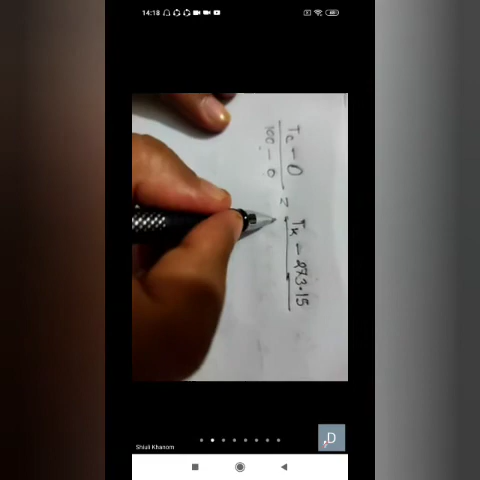 14:18
Tc - 0
100 - 0
=
Tk - 273.15
Shiuli Khanom
D